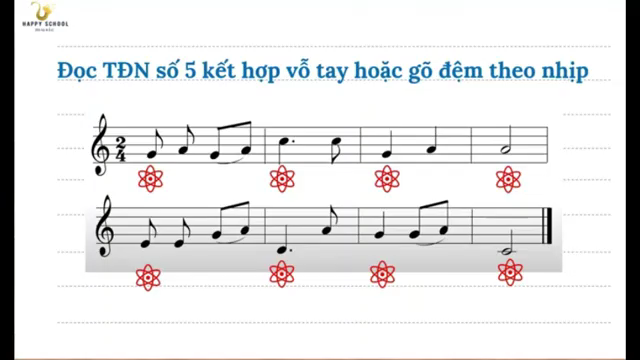 HAPPY SCHOOL
Đọc TĐN số 5 kết hợp vỗ tay hoặc gõ đệm theo nhịp
2
4